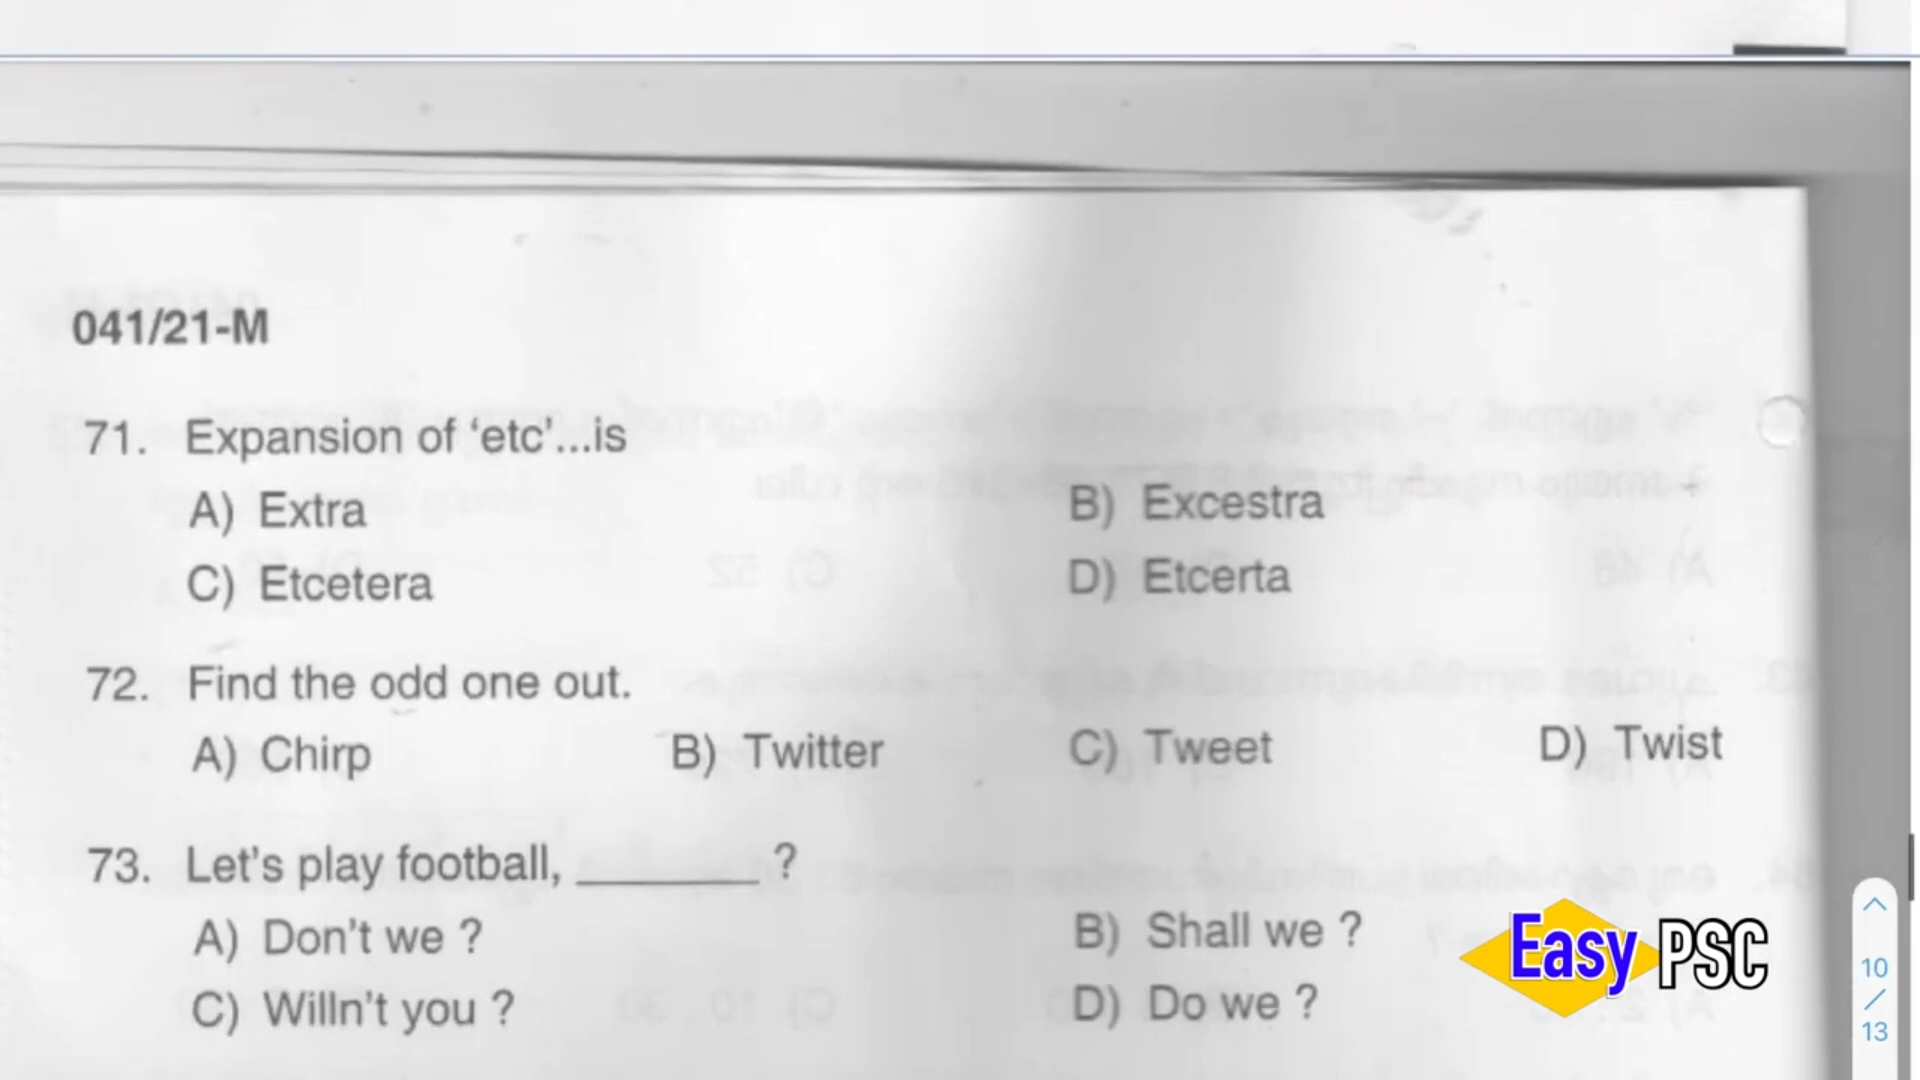 041/21-M
71. Expansion of ‘etc’...is
A) Extra B) Excestra
C) Etcetera D) Etcerta
72. Find the odd one out.
A) Chirp B) Twitter C) Tweet D) Twist
73. Let’s play football, ________ ?
A) Don’t we ? B) Shall we ?
C) Willn’t you ? D) Do we ?
Easy PSC
10
/
13